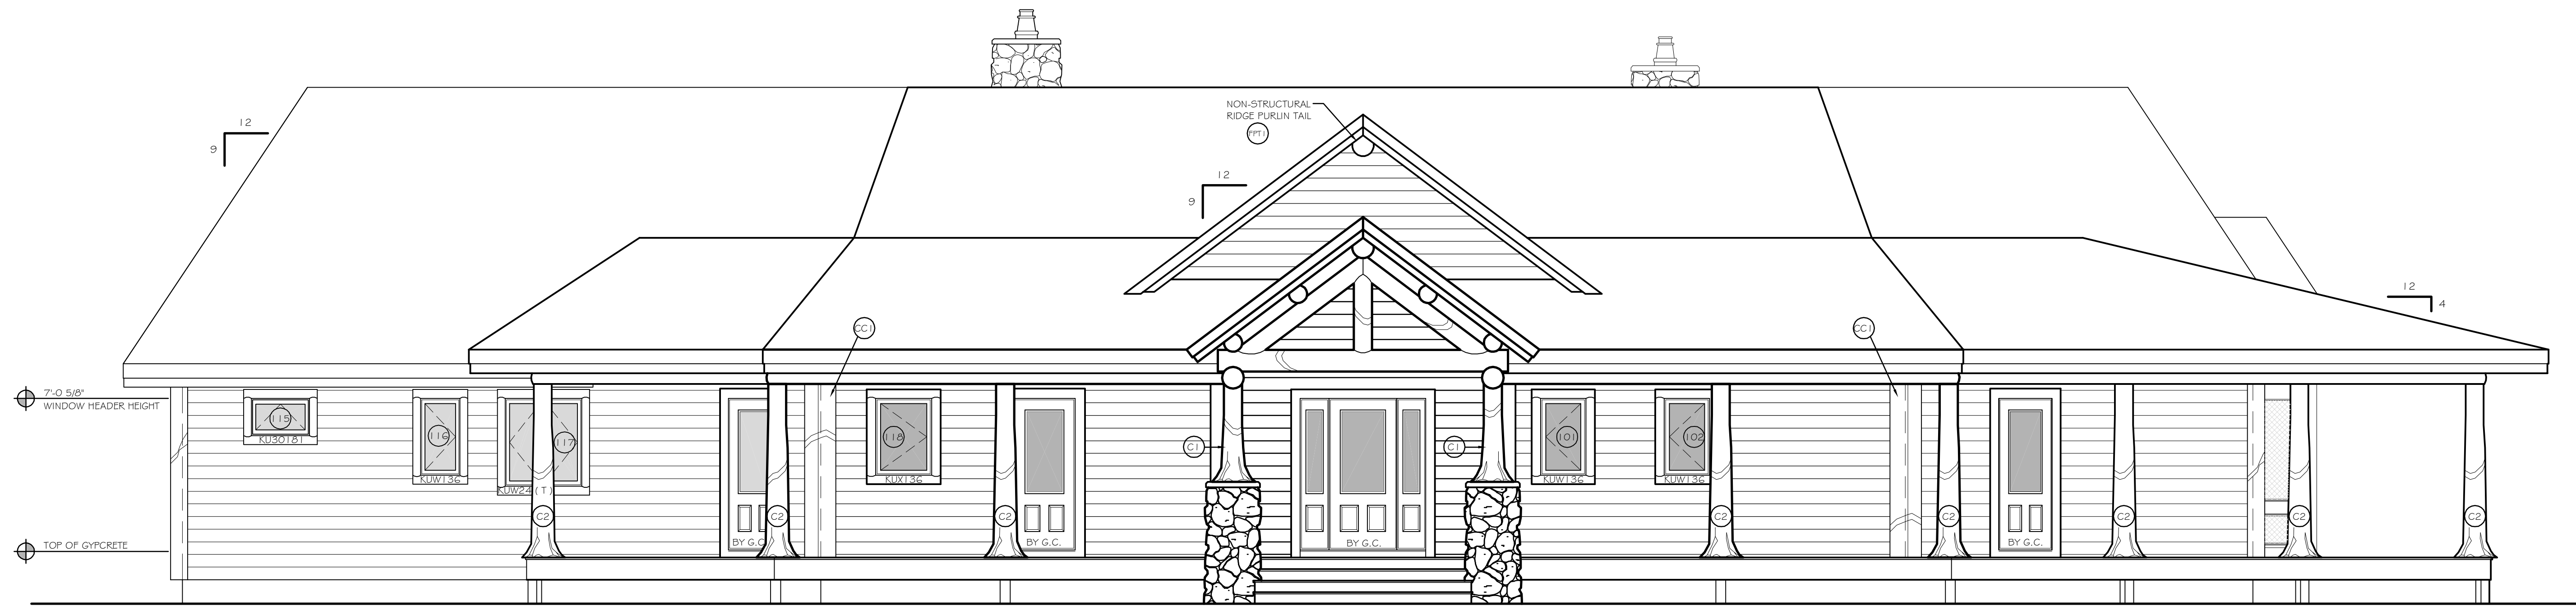 NON-STRUCTURAL
RIDGE PURLIN TAIL
FPT1
12
9
12
9
12
4
CC1
CC1
7'-0 5/8"
WINDOW HEADER HEIGHT
115
KU30181
116
KUW136
117
KUW24 ( T )
118
KUX136
101
KUW136
102
KUW136
C1
C1
C2
C2
C2
C2
C2
C2
C2
C2
TOP OF GYPCRETE
BY G.C.
BY G.C.
BY G.C.
BY G.C.